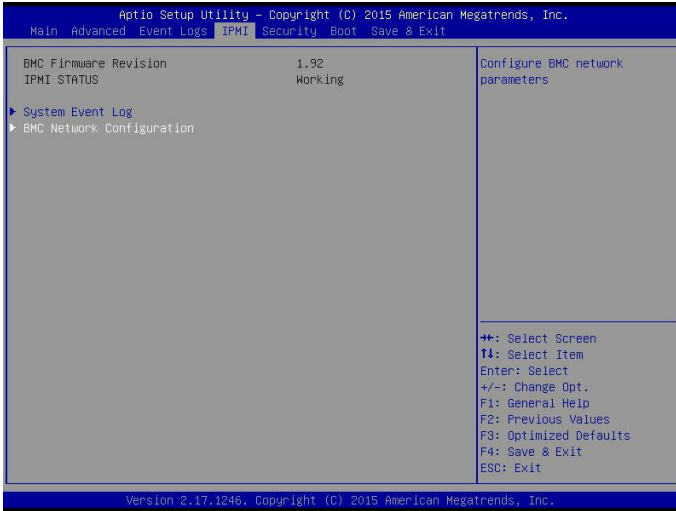 Aptio Setup Utility – Copyright (C) 2015 American Megatrends, Inc.
Main Advanced Event Logs IPMI Security Boot Save & Exit
BMC Firmware Revision 1.92
IPMI STATUS Working
▶ System Event Log
▶ BMC Network Configuration
Configure BMC network
parameters
→←: Select Screen
↑↓: Select Item
Enter: Select
+/-: Change Opt.
F1: General Help
F2: Previous Values
F3: Optimized Defaults
F4: Save & Exit
ESC: Exit
Version 2.17.1246. Copyright (C) 2015 American Megatrends, Inc.